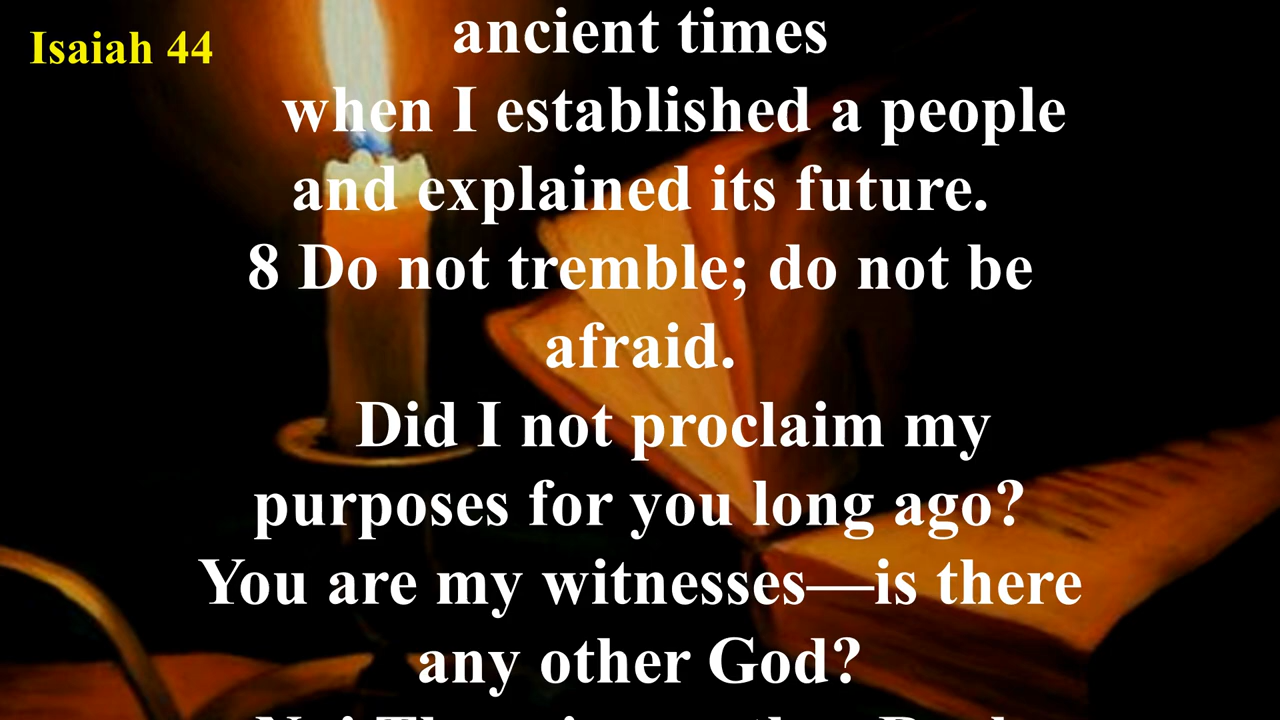 Isaiah 44
ancient times
when I established a people
and explained its future.
8 Do not tremble; do not be
afraid.
Did I not proclaim my
purposes for you long ago?
You are my witnesses—is there
any other God?